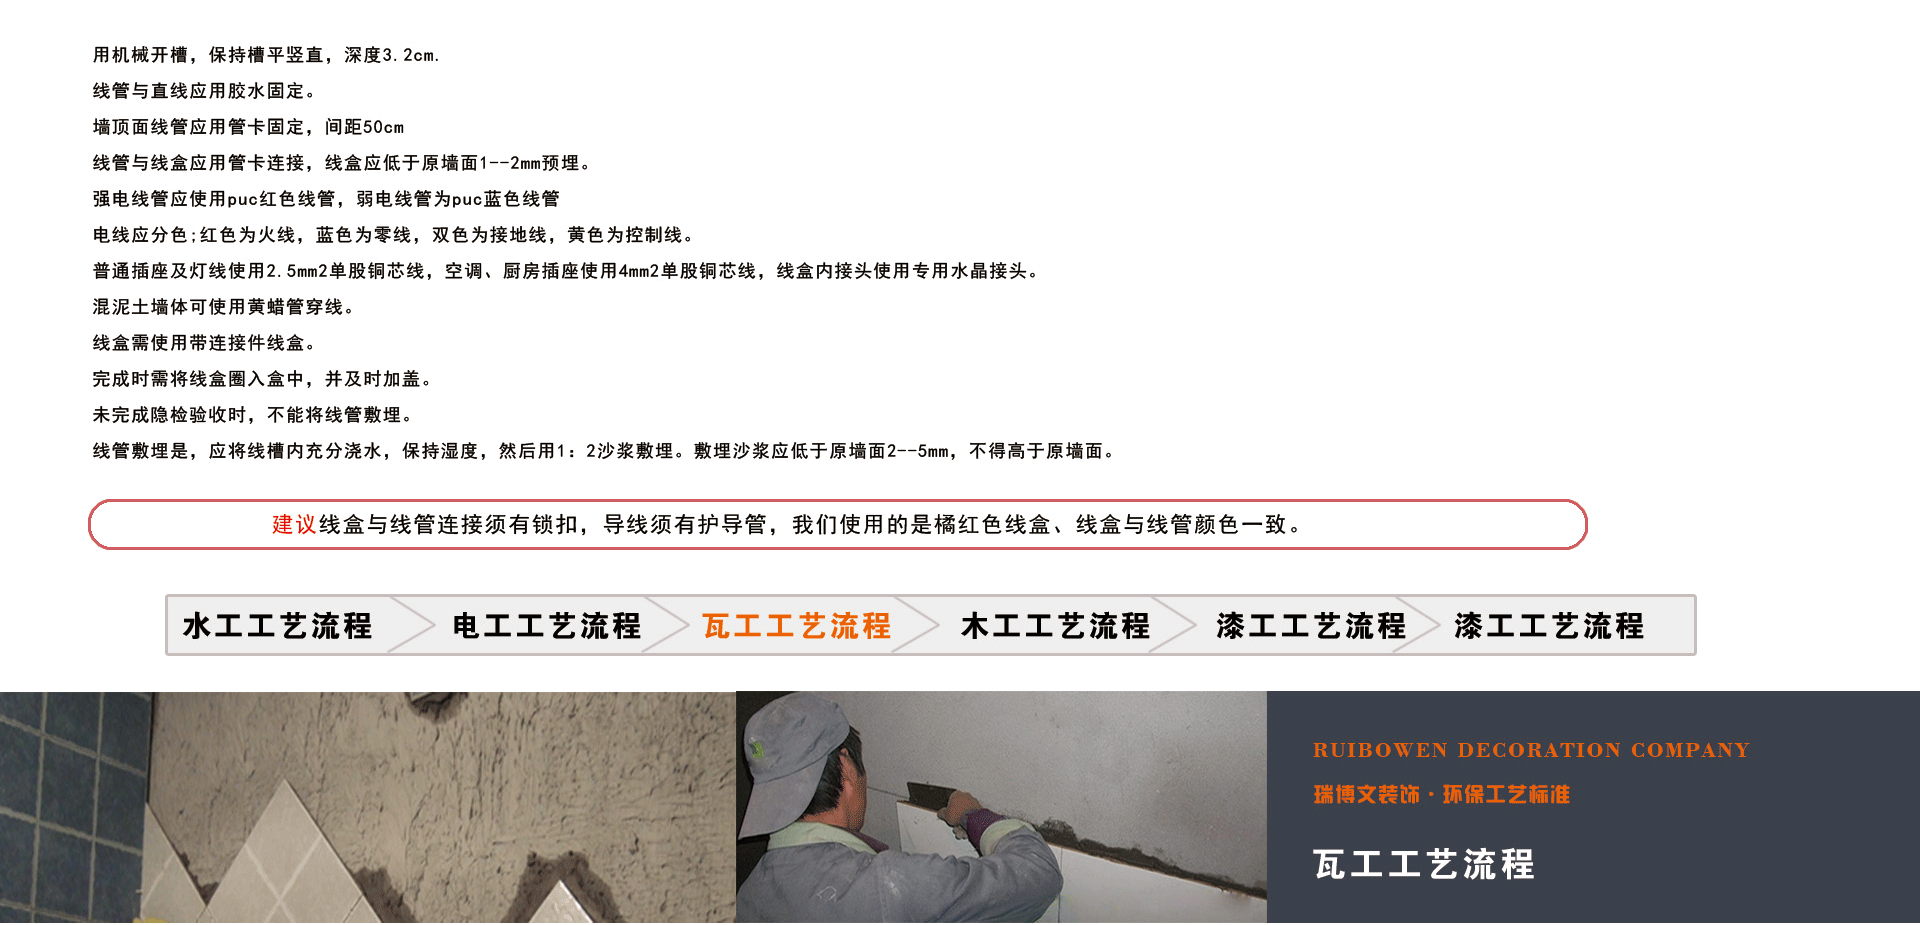 用机械开槽，保持槽平竖直，深度3.2cm.
线管与直线应用胶水固定。
墙顶面线管应用管卡固定，间距50cm
线管与线盒应用管卡连接，线盒应低于原墙面1--2mm预埋。
强电线管应使用puc红色线管，弱电线管为puc蓝色线管
电线应分色;红色为火线，蓝色为零线，双色为接地线，黄色为控制线。
普通插座及灯线使用2.5mm2单股铜芯线，空调、厨房插座使用4mm2单股铜芯线，线盒内接头使用专用水晶接头。
混泥土墙体可使用黄蜡管穿线。
线盒需使用带连接件线盒。
完成时需将线盒圈入盒中，并及时加盖。
未完成隐检验收时，不能将线管敷埋。
线管敷埋是，应将线槽内充分浇水，保持湿度，然后用1：2沙浆敷埋。敷埋沙浆应低于原墙面2--5mm，不得高于原墙面。
建议线盒与线管连接须有锁扣，导线须有护导管，我们使用的是橘红色线盒、线盒与线管颜色一致。
水工工艺流程 电工工艺流程 瓦工工艺流程 木工工艺流程 漆工工艺流程 漆工工艺流程
RUIBOWEN DECORATION COMPANY
瑞博文装饰·环保工艺标准
瓦工工艺流程